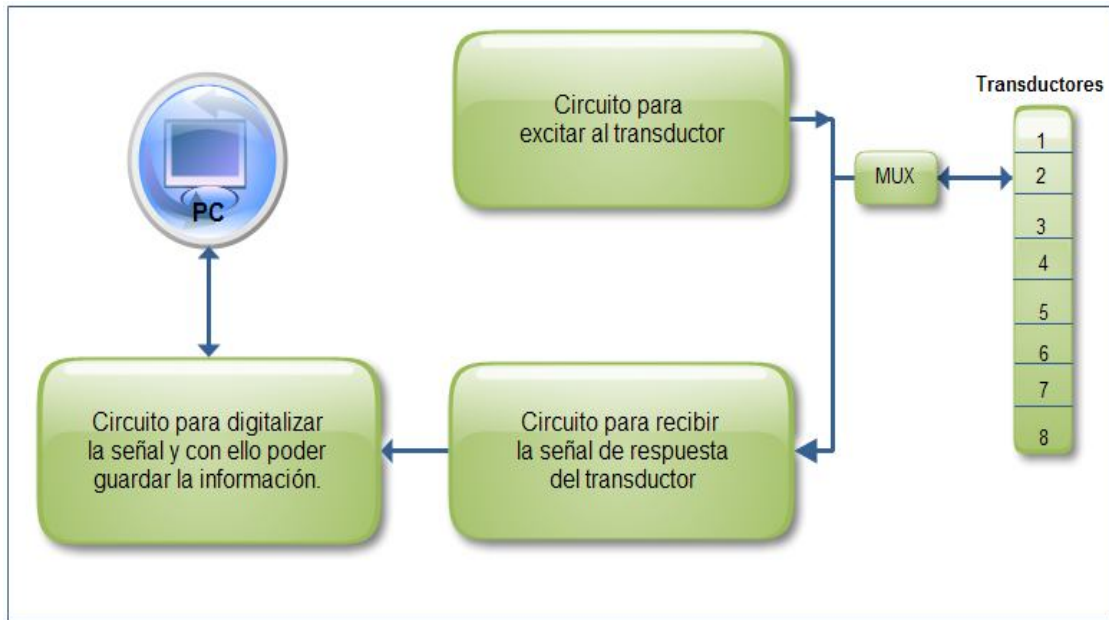 Circuito para
excitar al transductor
Transductores
1
2
3
4
5
6
7
8
MUX
PC
Circuito para digitalizar
la señal y con ello poder
guardar la información.
Circuito para recibir
la señal de respuesta
del transductor